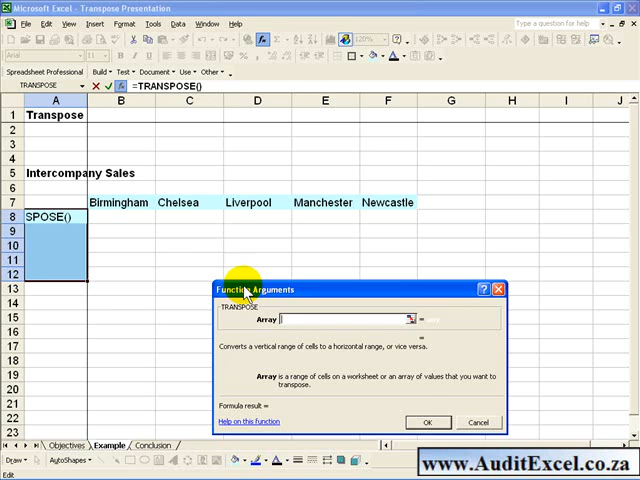 Microsoft Excel - Transpose Presentation
File Edit View Insert Format Tools Data Window Help
Type a question for help
120%
Arial 11 B I U
Spreadsheet Professional Build Test Document Use Other
TRANSPOSE =TRANSPOSE()
A B C D E F G H I J
1 Transpose
2
3
4
5 Intercompany Sales
6
7 Birmingham Chelsea Liverpool Manchester Newcastle
8 SPOSE()
9
10
11
12
13
14
15
16
17
18
19
20
21
22
23
Function Arguments
TRANSPOSE
Array =
=
Converts a vertical range of cells to a horizontal range, or vice versa.
Array is a range of cells on a worksheet or an array of values that you want to
transpose.
Formula result =
Help on this function OK Cancel
Objectives Example Conclusion
Draw AutoShapes
Edit
www.AuditExcel.co.za